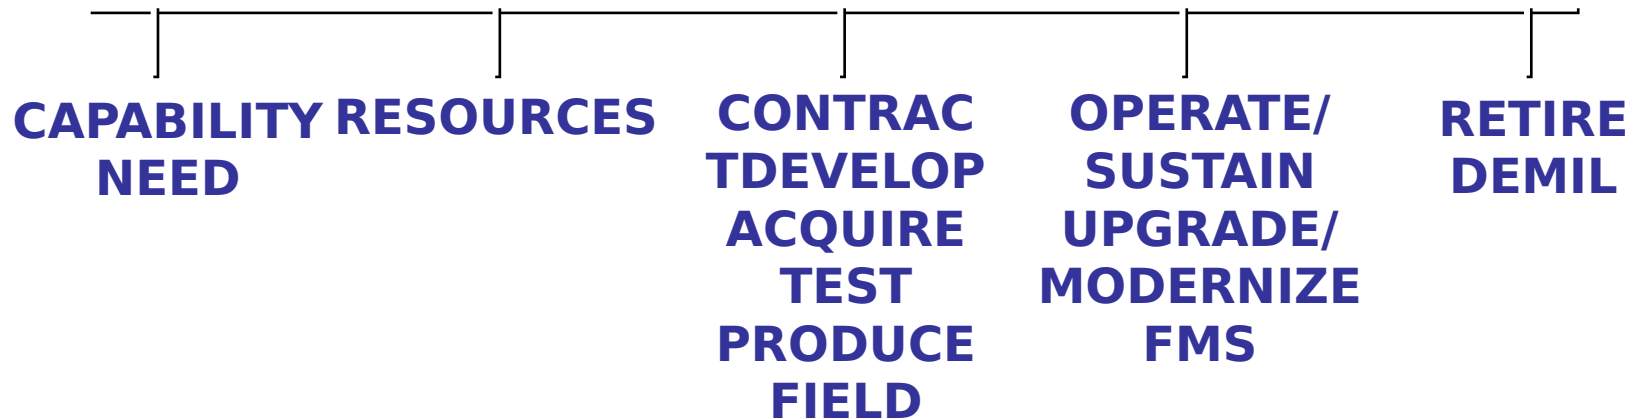 CAPABILITY
NEED
RESOURCES
CONTRAC
TDEVELOP
ACQUIRE
TEST
PRODUCE
FIELD
OPERATE/
SUSTAIN
UPGRADE/
MODERNIZE
FMS
RETIRE
DEMIL